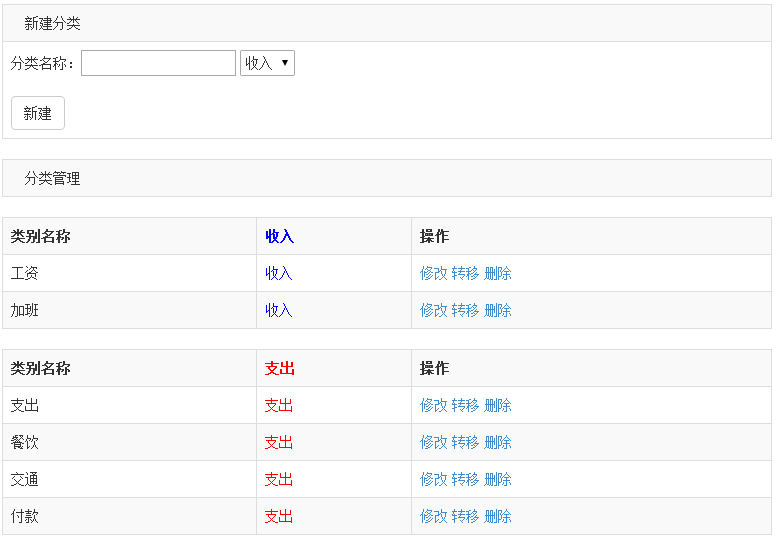 新建分类
分类名称： 收入
新建
分类管理
类别名称 收入 操作
工资 收入 修改 转移 删除
加班 收入 修改 转移 删除
类别名称 支出 操作
支出 支出 修改 转移 删除
餐饮 支出 修改 转移 删除
交通 支出 修改 转移 删除
付款 支出 修改 转移 删除